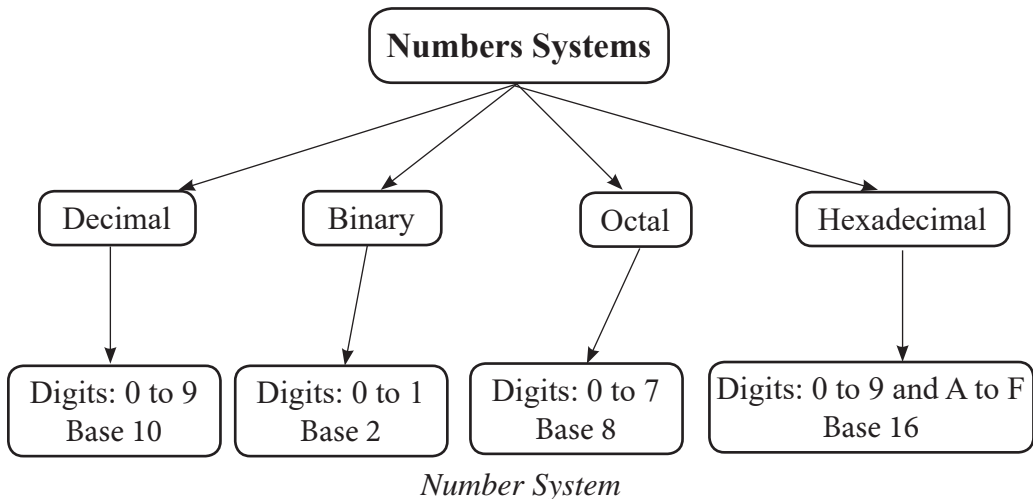 Numbers Systems
Decimal
Binary
Octal
Hexadecimal
Digits: 0 to 9
Base 10
Digits: 0 to 1
Base 2
Digits: 0 to 7
Base 8
Digits: 0 to 9 and A to F
Base 16
Number System